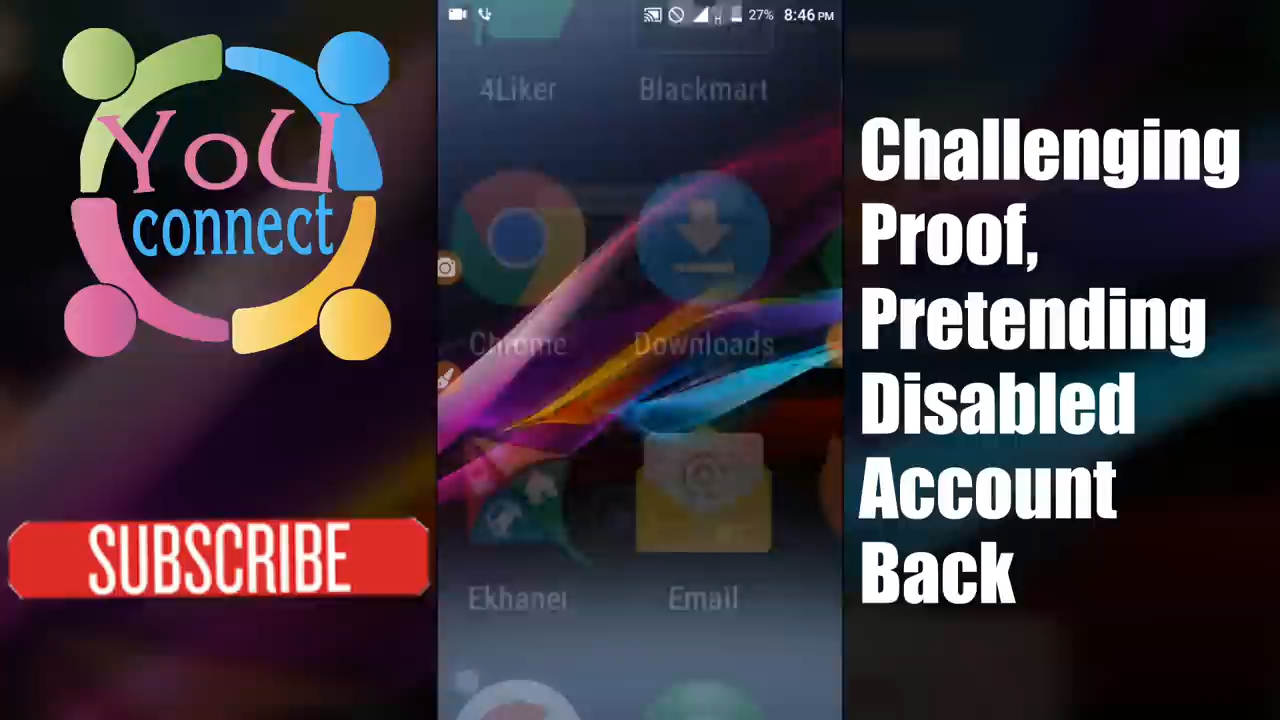 YoU
connect
SUBSCRIBE
27% 8:46 PM
H
4Liker
Blackmart
Chrome
Downloads
Ekhanei
Email
Challenging
Proof,
Pretending
Disabled
Account
Back